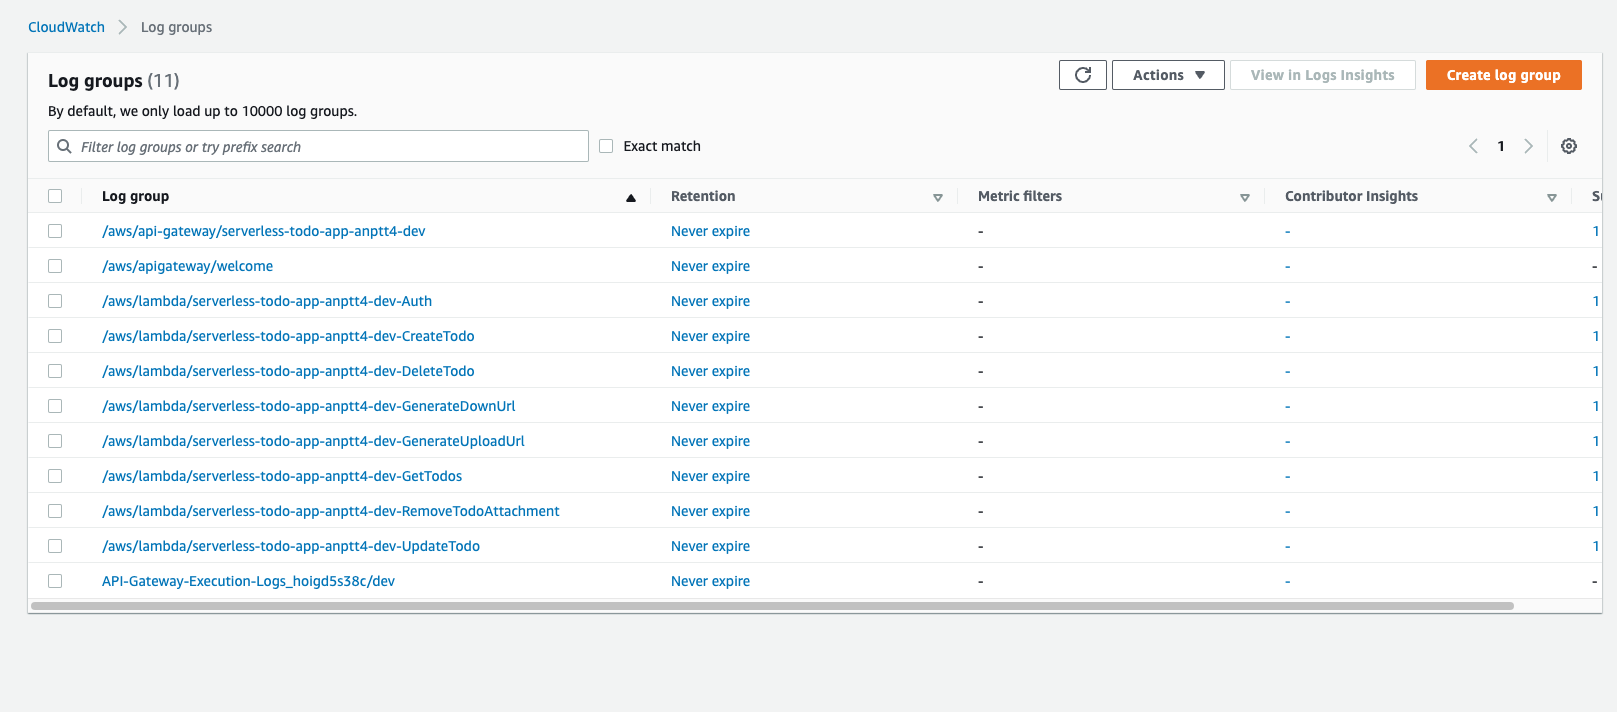 CloudWatch > Log groups
Log groups (11)
Actions ▼ View in Logs Insights Create log group
By default, we only load up to 10000 log groups.
Filter log groups or try prefix search Exact match 1
Log group Retention Metric filters Contributor Insights
/aws/api-gateway/serverless-todo-app-anptt4-dev Never expire - - 1
/aws/apigateway/welcome Never expire - - -
/aws/lambda/serverless-todo-app-anptt4-dev-Auth Never expire - - 1
/aws/lambda/serverless-todo-app-anptt4-dev-CreateTodo Never expire - - 1
/aws/lambda/serverless-todo-app-anptt4-dev-DeleteTodo Never expire - - 1
/aws/lambda/serverless-todo-app-anptt4-dev-GenerateDownUrl Never expire - - 1
/aws/lambda/serverless-todo-app-anptt4-dev-GenerateUploadUrl Never expire - - 1
/aws/lambda/serverless-todo-app-anptt4-dev-GetTodos Never expire - - 1
/aws/lambda/serverless-todo-app-anptt4-dev-RemoveTodoAttachment Never expire - - 1
/aws/lambda/serverless-todo-app-anptt4-dev-UpdateTodo Never expire - - 1
API-Gateway-Execution-Logs_hoigd5s38c/dev Never expire - - -